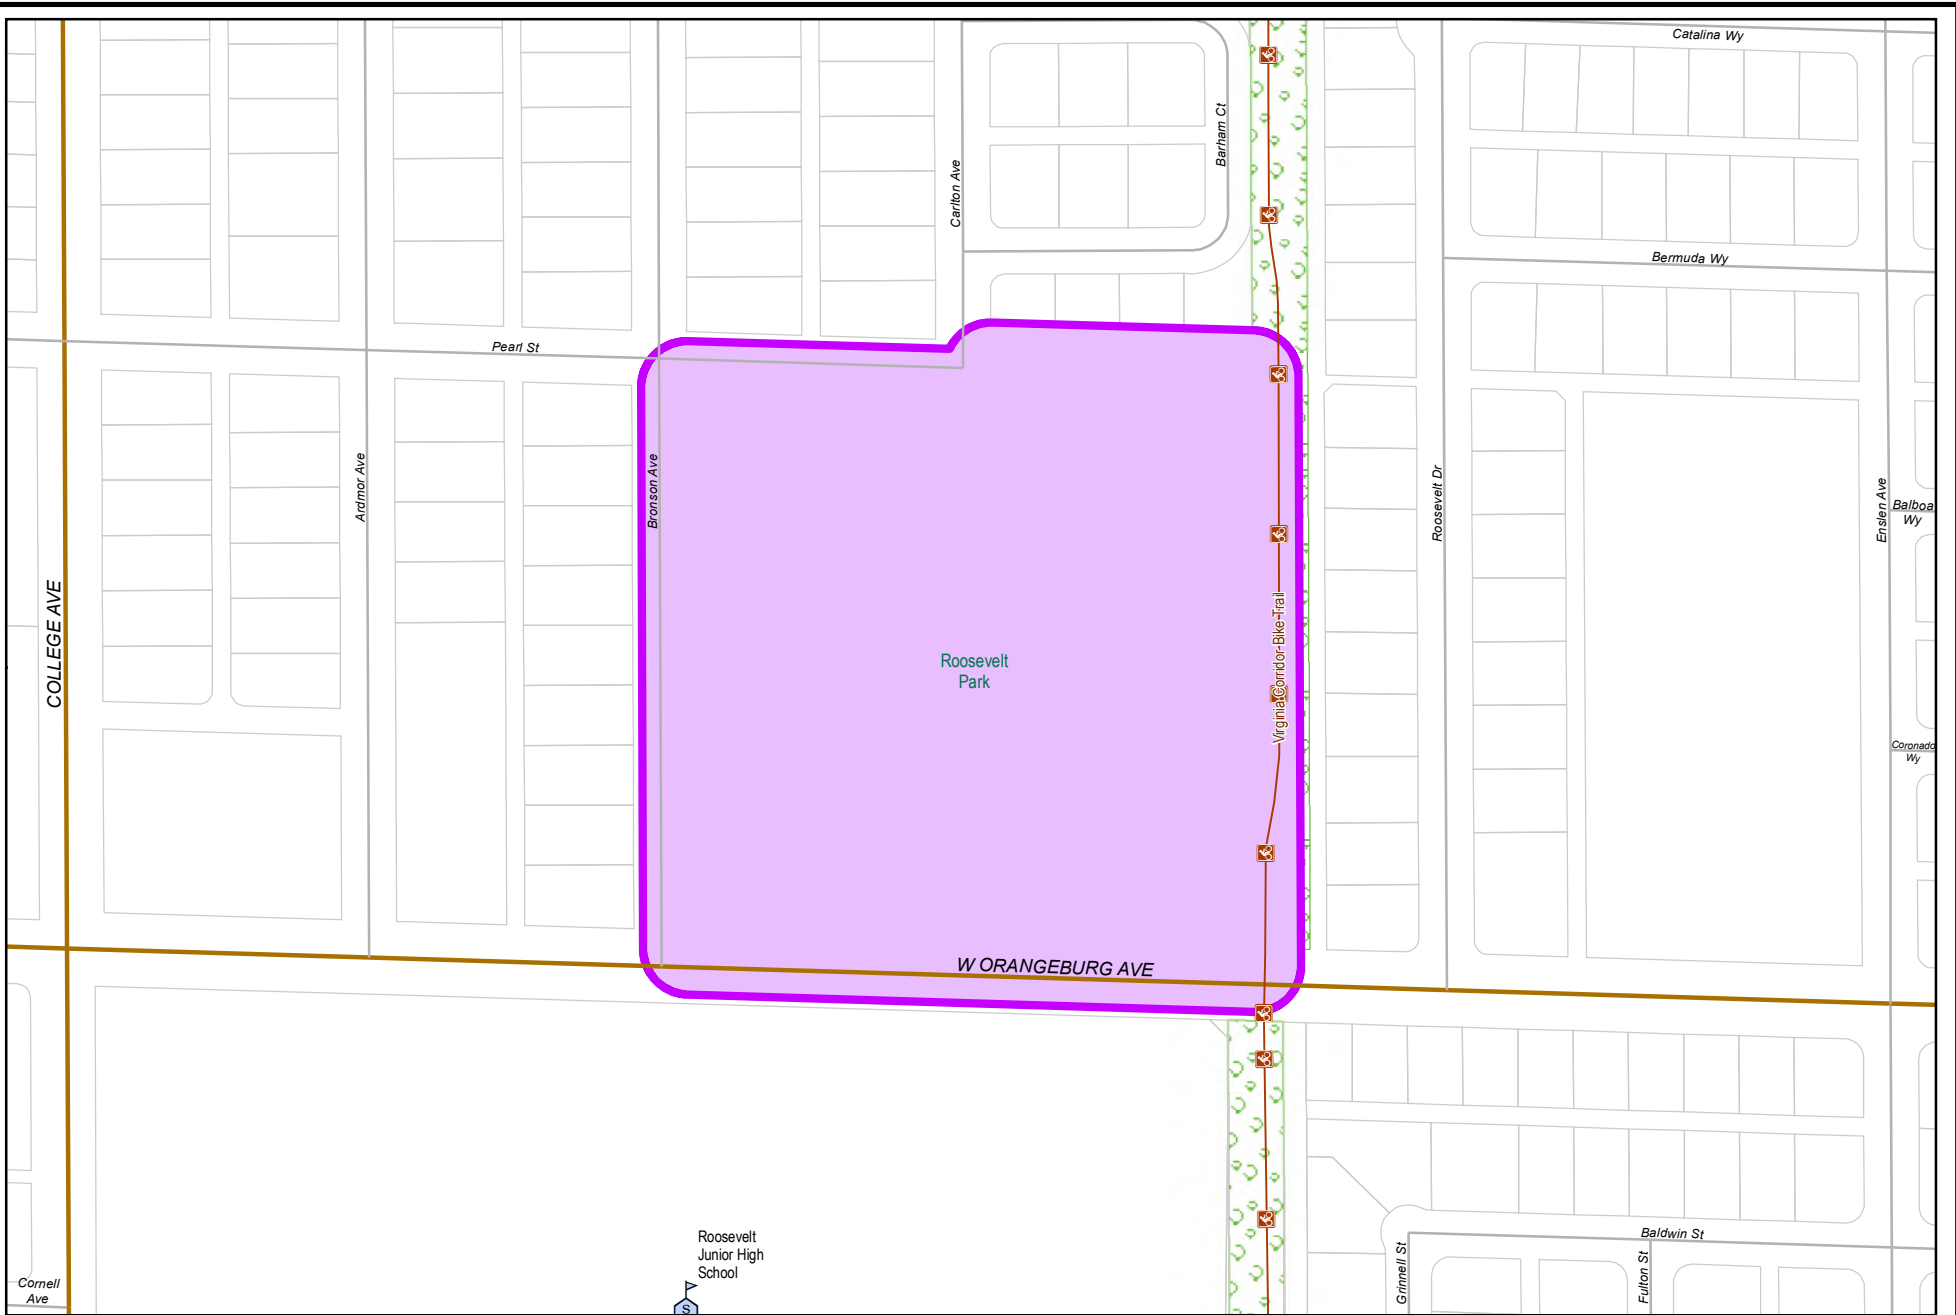 Catalina Wy
Barham Ct
Carlton Ave
Bermuda Wy
Pearl St
Ardmor Ave
Bronson Ave
Roosevelt Dr
Enslen Ave
Balboa
Wy
COLLEGE AVE
Roosevelt
Park
Virginia Corridor Bike Trail
Coronado
Wy
W ORANGEBURG AVE
Roosevelt
Junior High
School
S
Baldwin St
Grinnell St
Fulton St
Cornell
Ave